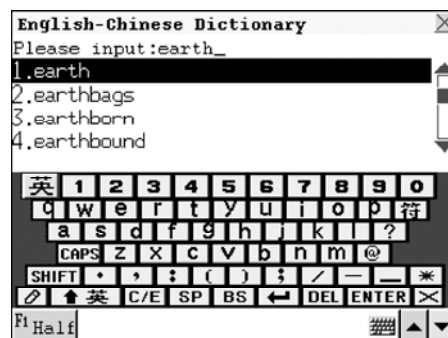 English-Chinese Dictionary
Please input:earth_
1.earth
2.earthbags
3.earthborn
4.earthbound
英 1 2 3 4 5 6 7 8 9 0
q w e r t y u i o p 符
a s d f g h j k l ?
CAPS z x c v b n m @
SHIFT · , : ( ) ; / — _ *
英 C/E SP BS DEL ENTER
F1 Half